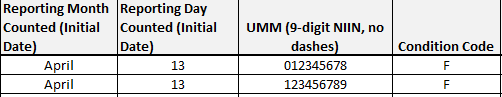 Reporting Month Counted (Initial Date) Reporting Day Counted (Initial Date) UMM (9-digit NIIN, no dashes) Condition Code
April 13 012345678 F
April 13 123456789 F